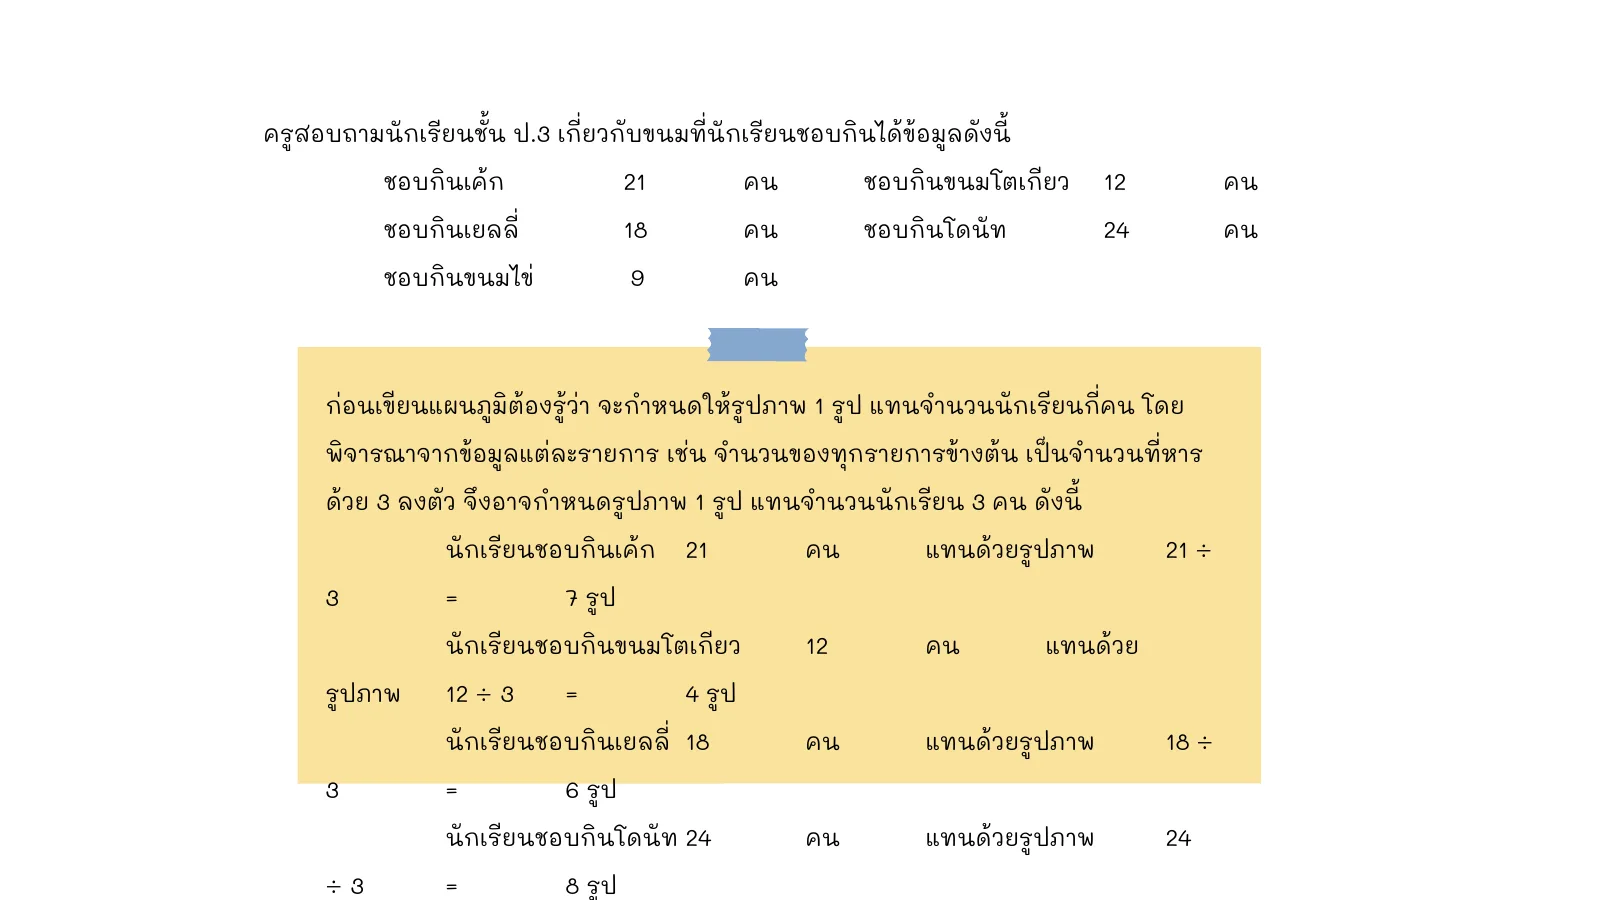 ครูสอบถามนักเรียนชั้น ป.3 เกี่ยวกับขนมที่นักเรียนชอบกินได้ข้อมูลดังนี้
ชอบกินเค้ก 21 คน ชอบกินขนมโตเกียว 12 คน
ชอบกินเยลลี่ 18 คน ชอบกินโดนัท 24 คน
ชอบกินขนมไข่ 9 คน
ก่อนเขียนแผนภูมิต้องรู้ว่า จะกำหนดให้รูปภาพ 1 รูป แทนจำนวนนักเรียนกี่คน โดย
พิจารณาจากข้อมูลแต่ละรายการ เช่น จำนวนของทุกรายการข้างต้น เป็นจำนวนที่หาร
ด้วย 3 ลงตัว จึงอาจกำหนดรูปภาพ 1 รูป แทนจำนวนนักเรียน 3 คน ดังนี้
นักเรียนชอบกินเค้ก 21 คน แทนด้วยรูปภาพ 21 ÷
3 = 7 รูป
นักเรียนชอบกินขนมโตเกียว 12 คน แทนด้วย
รูปภาพ 12 ÷ 3 = 4 รูป
นักเรียนชอบกินเยลลี่ 18 คน แทนด้วยรูปภาพ 18 ÷
3 = 6 รูป
นักเรียนชอบกินโดนัท 24 คน แทนด้วยรูปภาพ 24
÷ 3 = 8 รูป